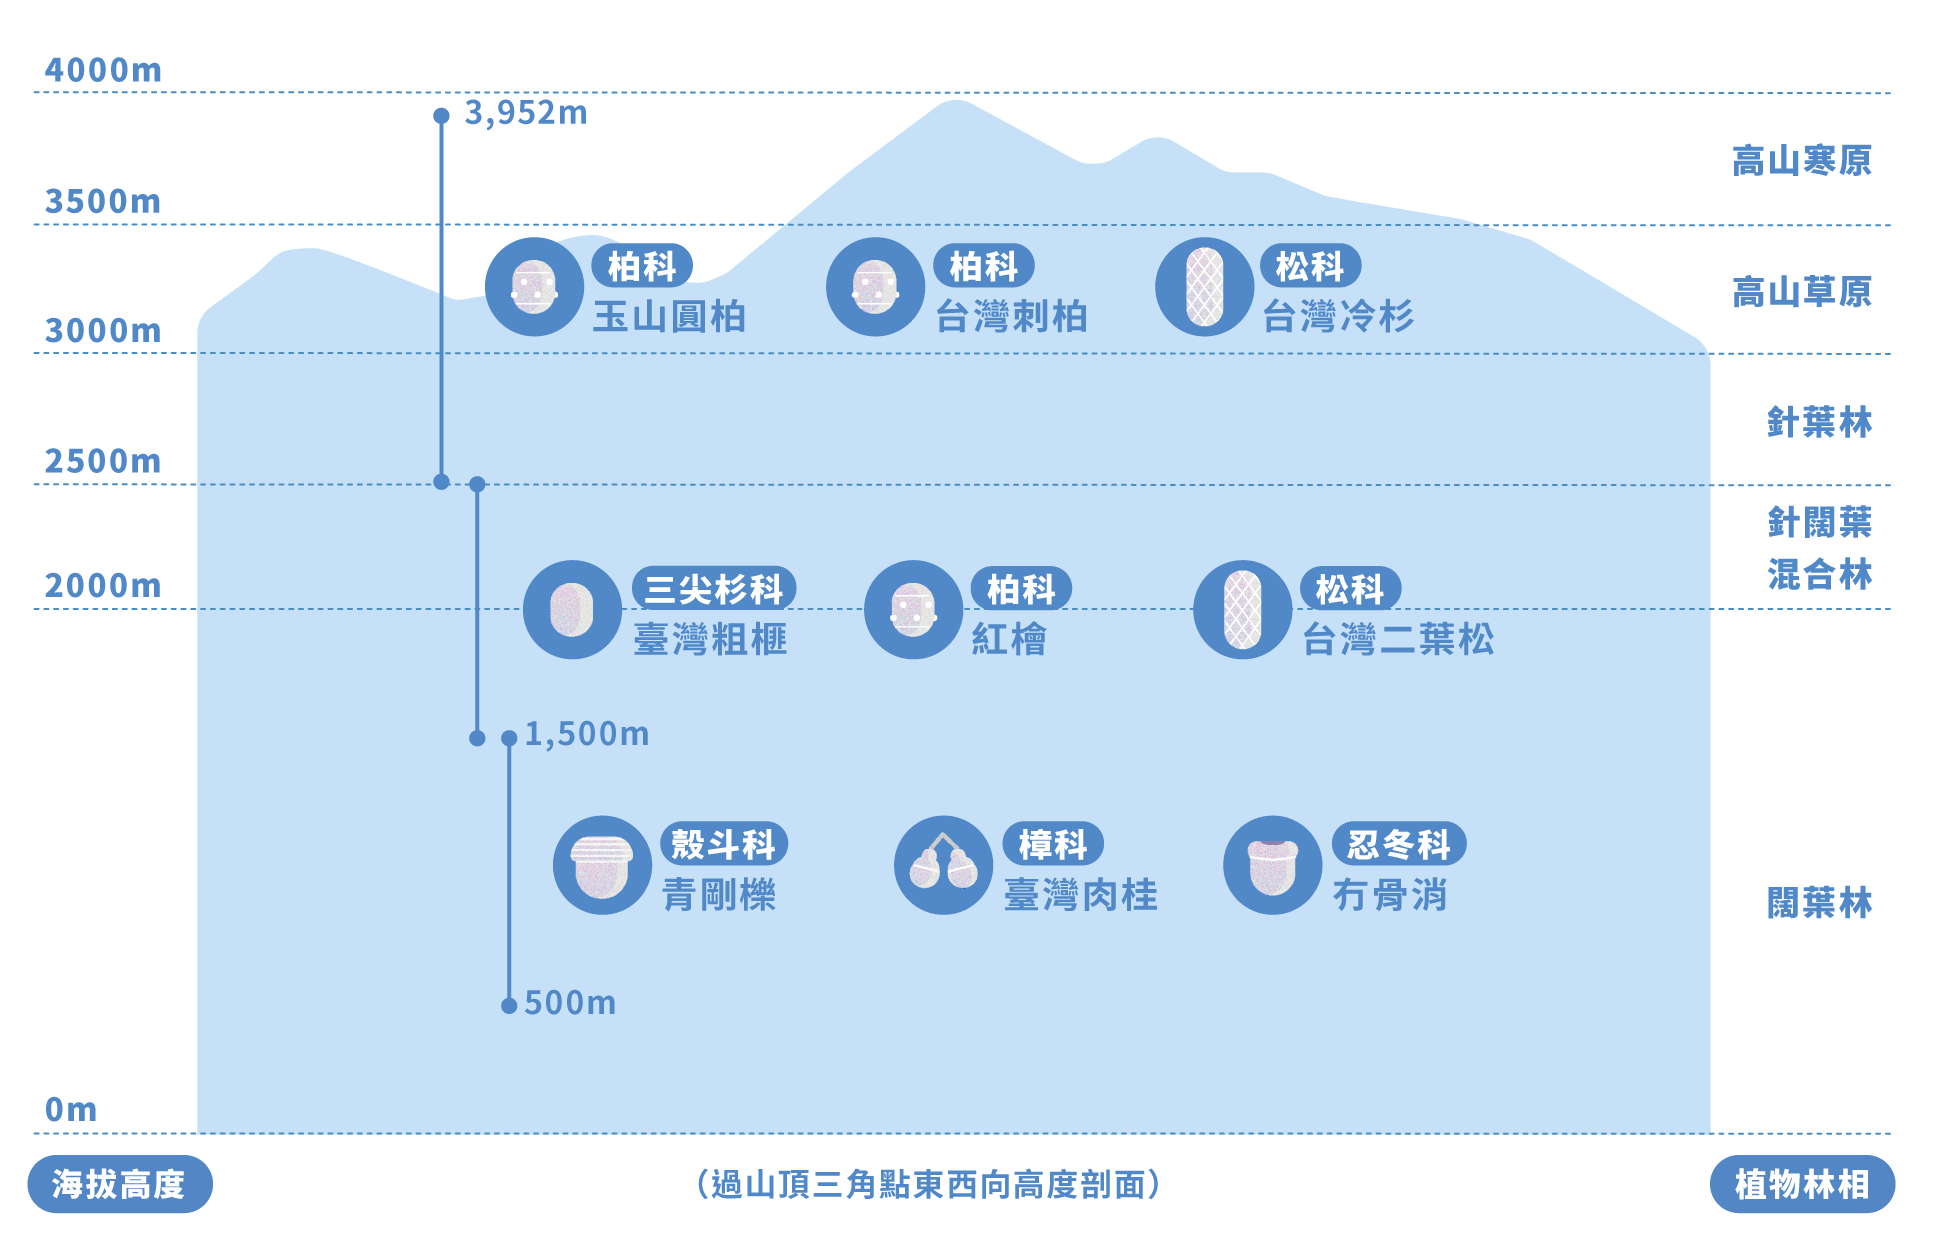 4000m
3,952m
高山寒原
3500m
柏科
玉山圓柏
柏科
台灣刺柏
松科
台灣冷杉
高山草原
3000m
針葉林
2500m
針闊葉
混合林
2000m
三尖杉科
臺灣粗榧
柏科
紅檜
松科
台灣二葉松
1,500m
殼斗科
青剛櫟
樟科
臺灣肉桂
忍冬科
冇骨消
闊葉林
500m
0m
海拔高度
（過山頂三角點東西向高度剖面）
植物林相